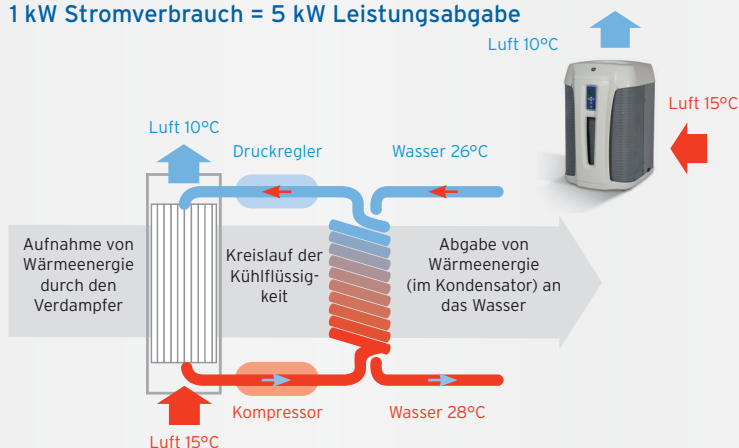 1 kW Stromverbrauch = 5 kW Leistungsabgabe
Luft 10°C
Luft 15°C
Luft 10°C
Druckregler
Wasser 26°C
Aufnahme von
Wärmeenergie
durch den
Verdampfer
Kreislauf der
Kühlflüssig-
keit
Abgabe von
Wärmeenergie
(im Kondensator) an
das Wasser
Kompressor
Wasser 28°C
Luft 15°C